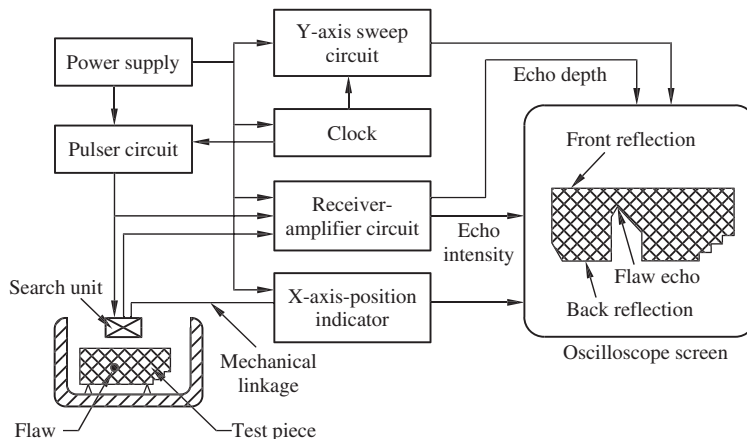 Y-axis sweep
circuit
Power supply
Echo depth
Clock
Pulser circuit
Front reflection
Receiver-
amplifier circuit
Echo
intensity
Flaw echo
Search unit
X-axis-position
indicator
Back reflection
Oscilloscope screen
Mechanical
linkage
Flaw
Test piece